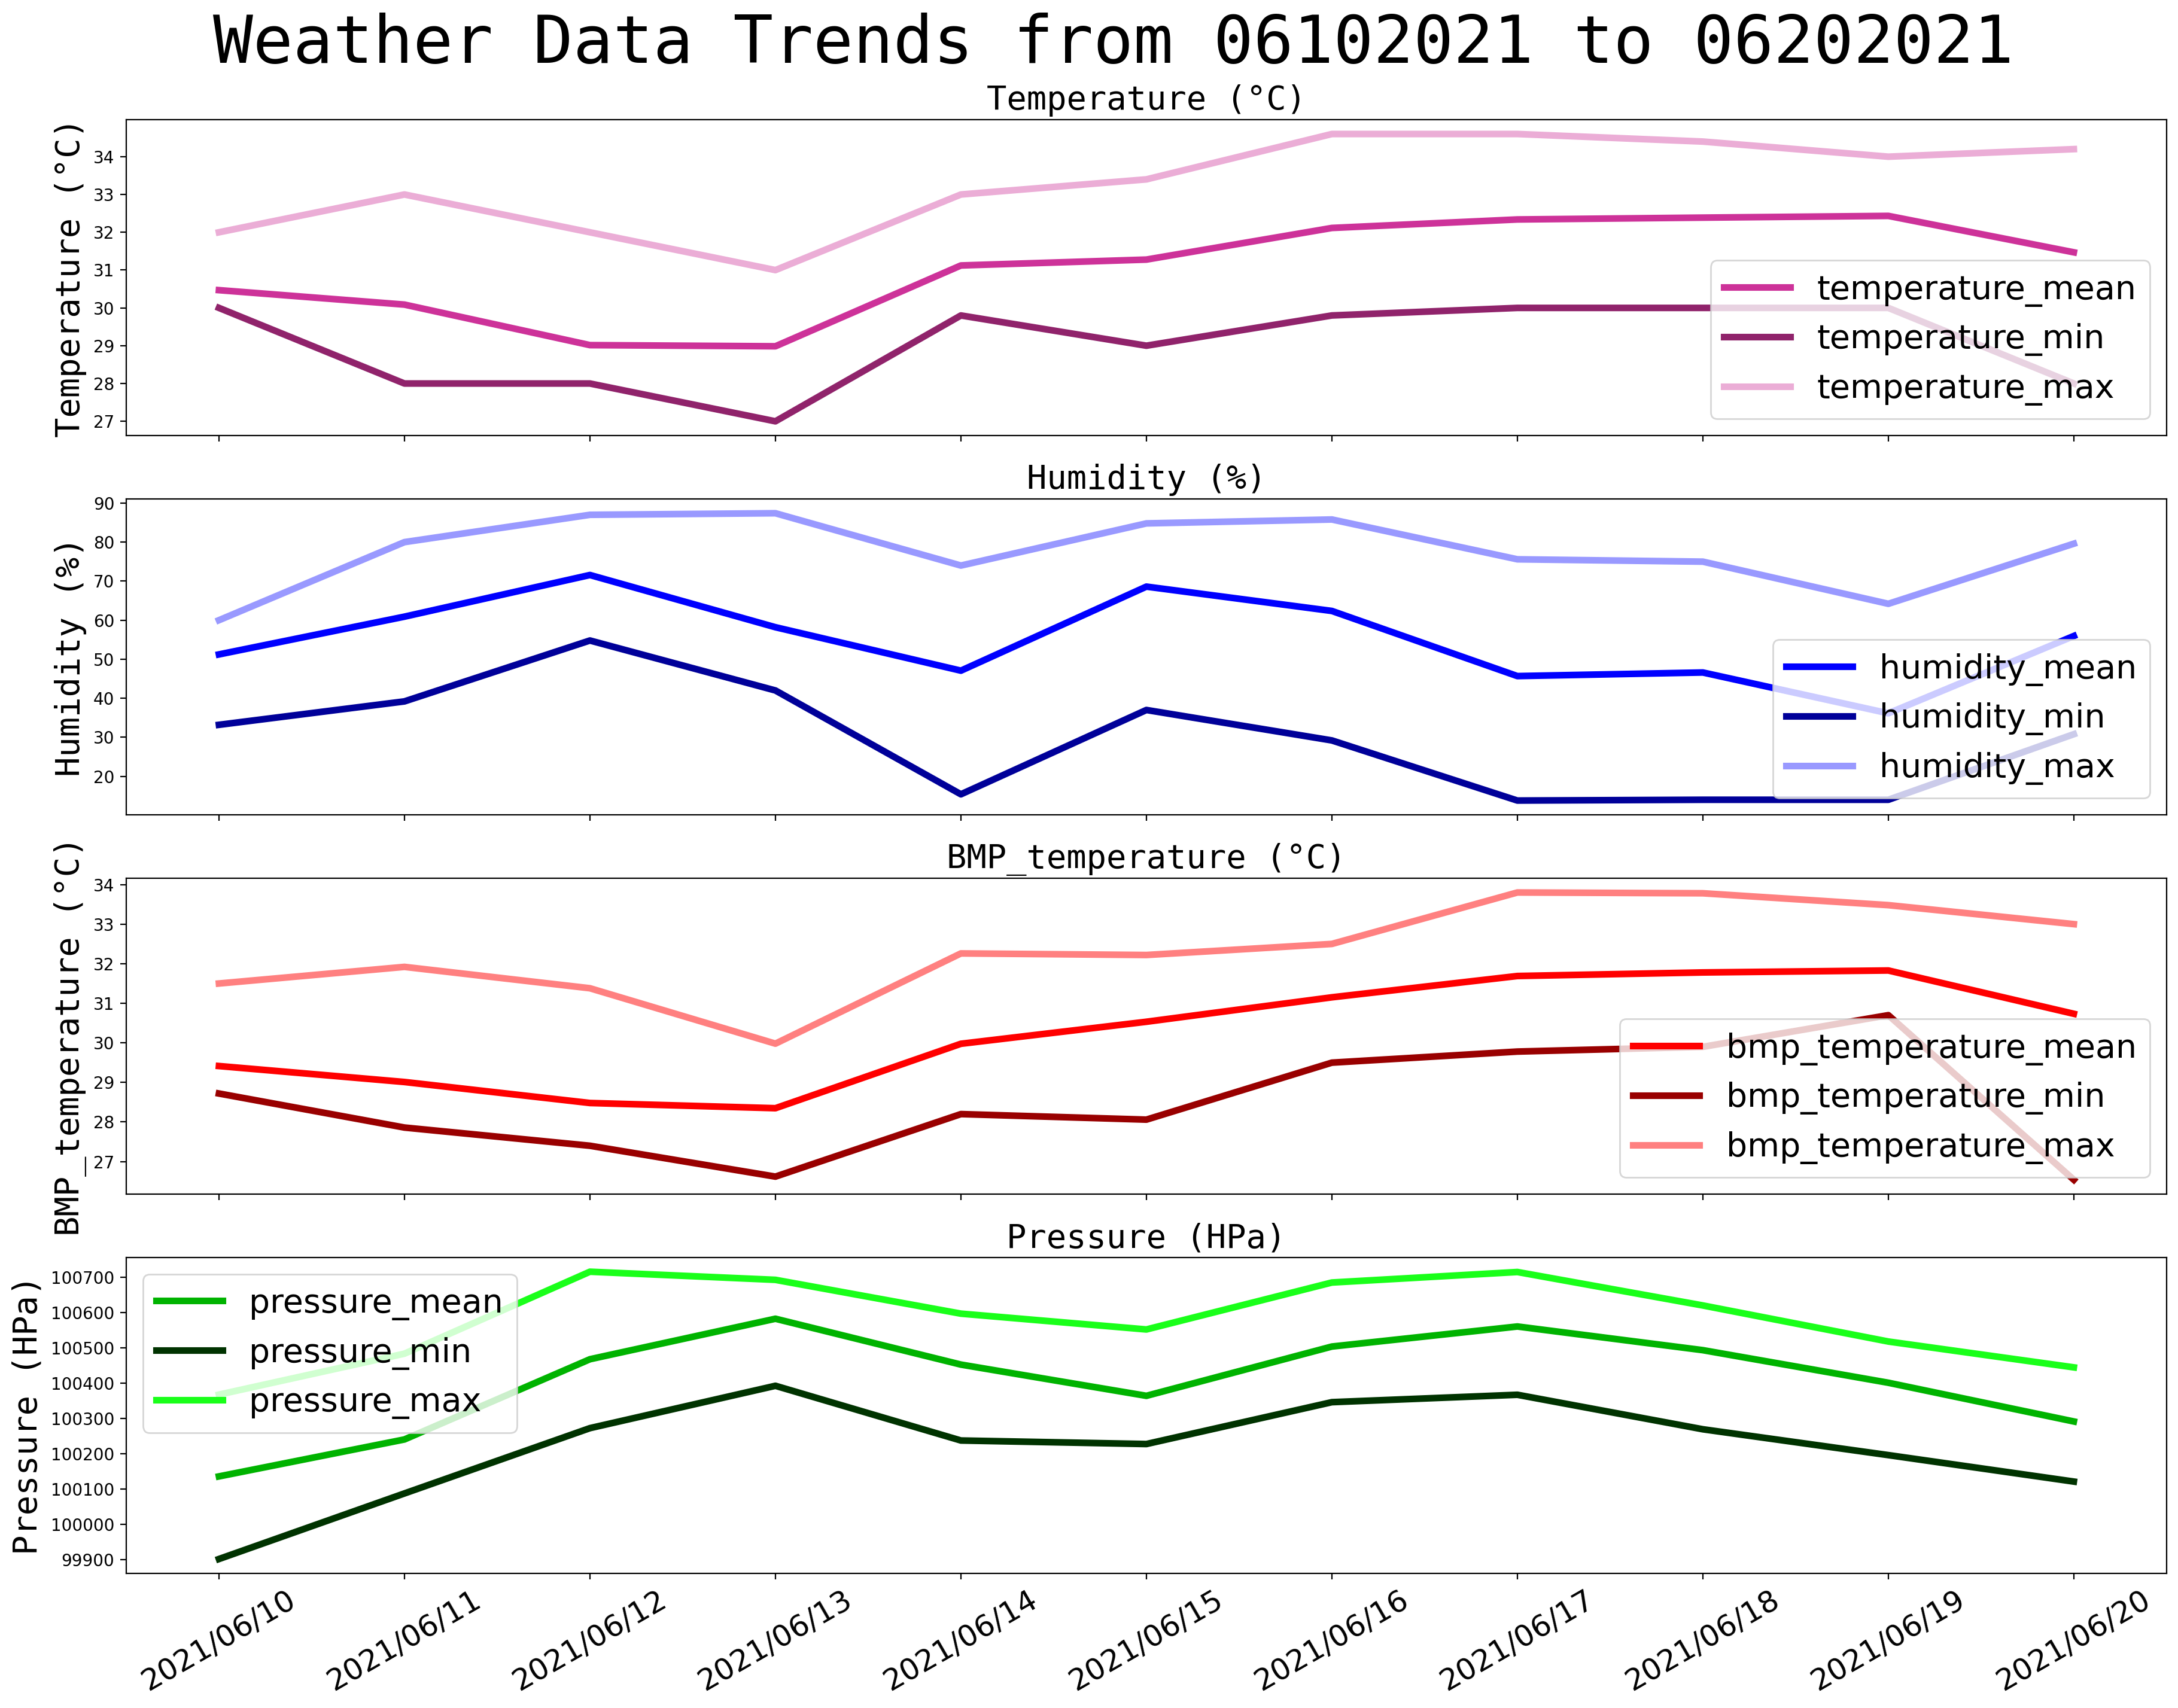 Weather Data Trends from 06102021 to 06202021
Temperature (°C)
Temperature (°C)
34
33
32
31
30
29
28
27
temperature_mean
temperature_min
temperature_max
Humidity (%)
Humidity (%)
90
80
70
60
50
40
30
20
humidity_mean
humidity_min
humidity_max
BMP_temperature (°C)
BMP_temperature (°C)
34
33
32
31
30
29
28
27
bmp_temperature_mean
bmp_temperature_min
bmp_temperature_max
Pressure (HPa)
Pressure (HPa)
100700
100600
100500
100400
100300
100200
100100
100000
99900
pressure_mean
pressure_min
pressure_max
2021/06/10
2021/06/11
2021/06/12
2021/06/13
2021/06/14
2021/06/15
2021/06/16
2021/06/17
2021/06/18
2021/06/19
2021/06/20